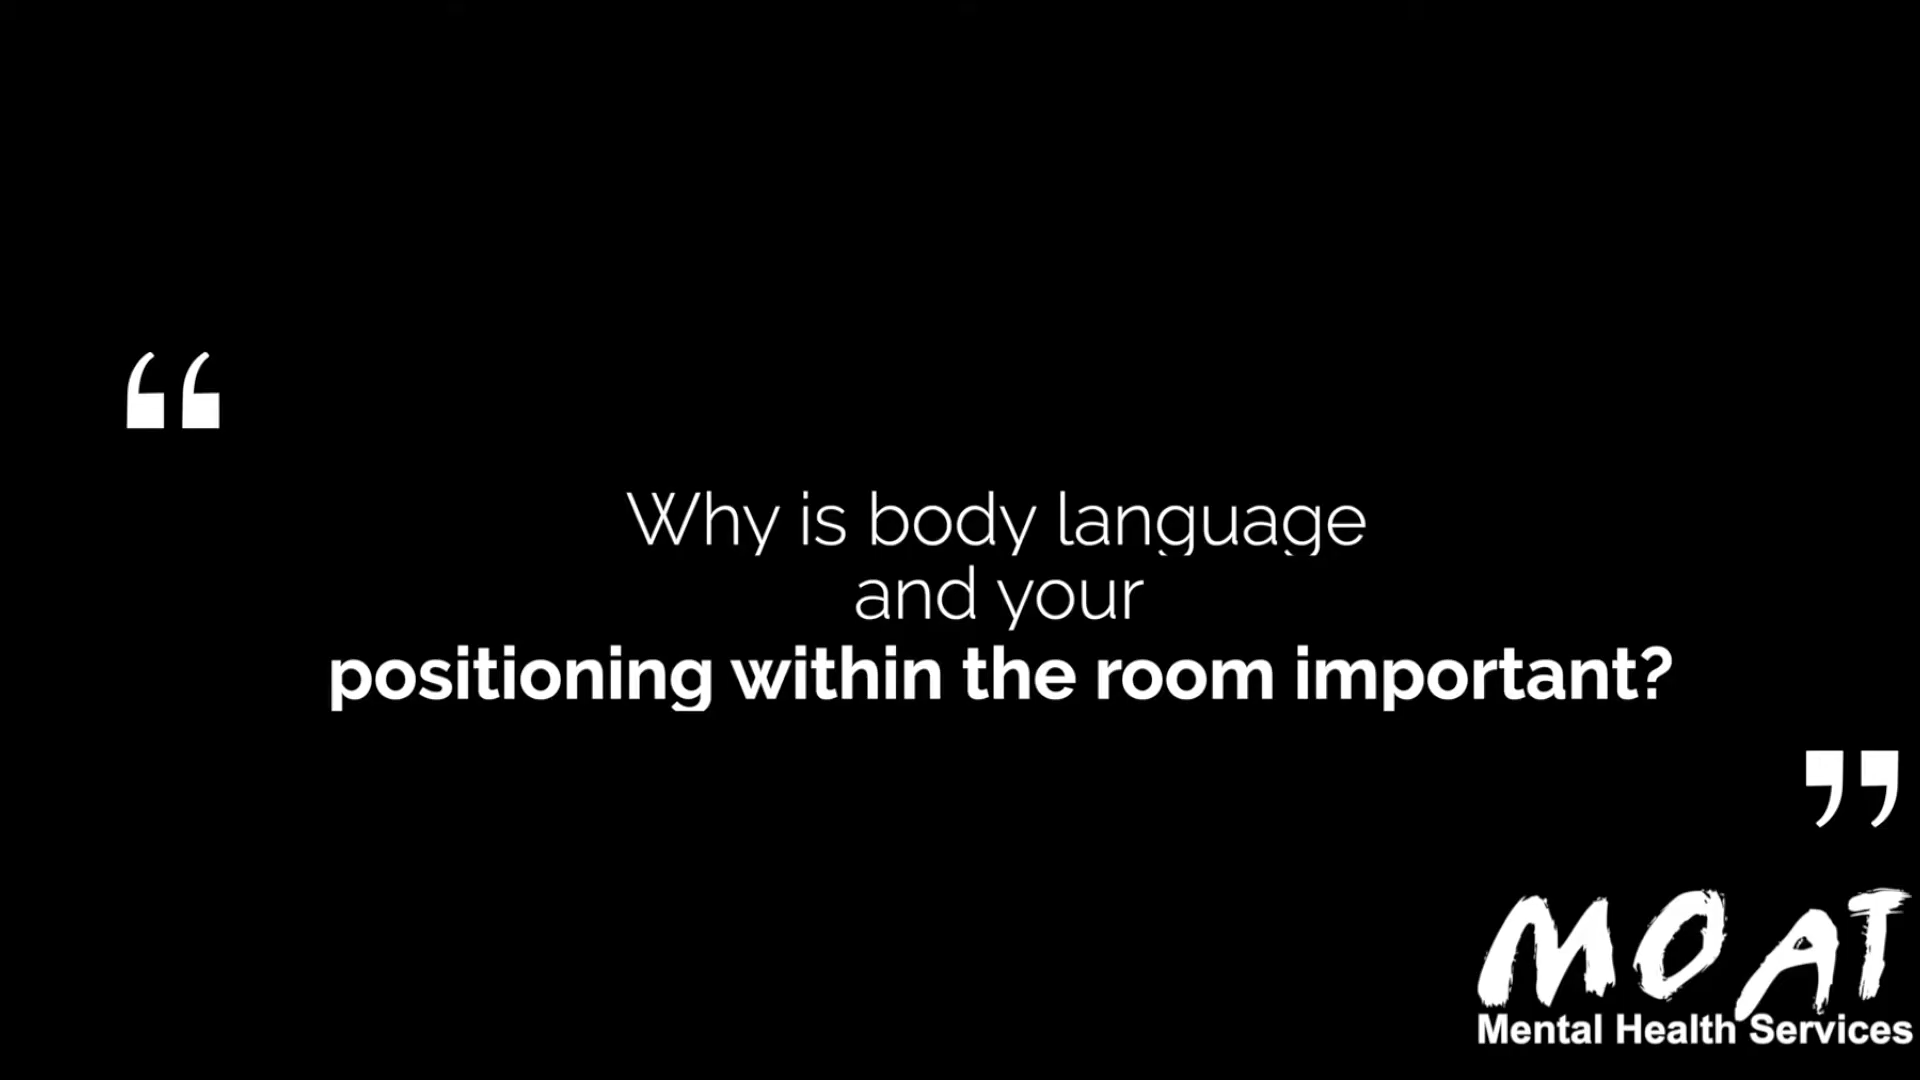 “
Why is body language
and your
positioning within the room important?
”
MOAT
Mental Health Services